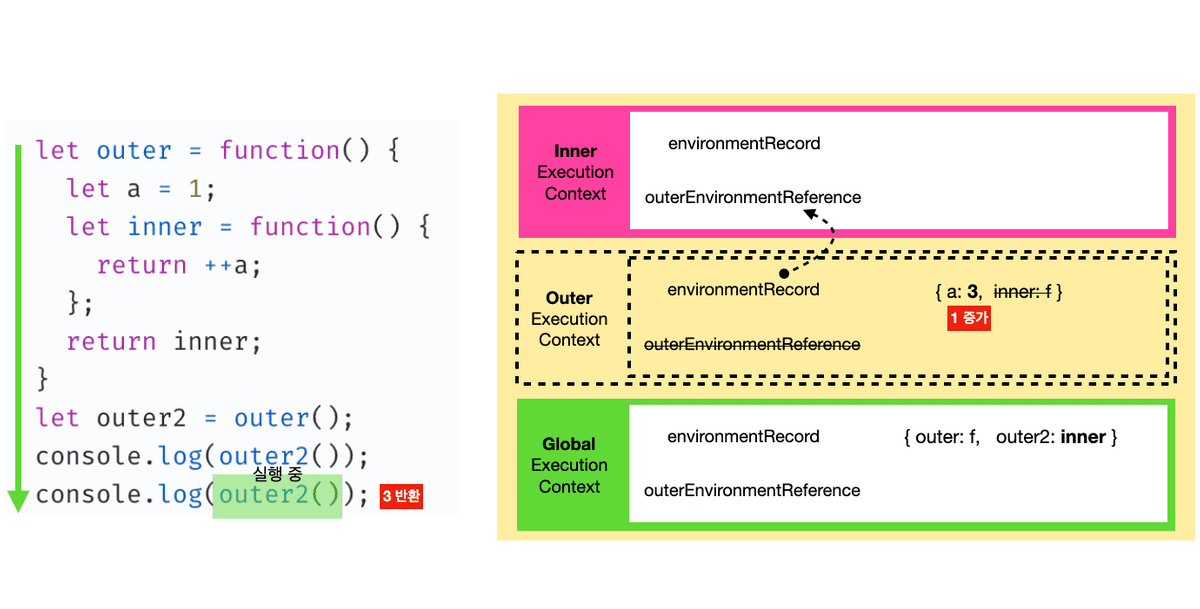 let outer = function() {
  let a = 1;
  let inner = function() {
    return ++a;
  };
  return inner;
}
let outer2 = outer();
console.log(outer2());
실행 중
console.log(outer2());
3 반환
Inner
Execution
Context
environmentRecord
outerEnvironmentReference
Outer
Execution
Context
environmentRecord
{ a: 3, inner: f }
1 증가
outerEnvironmentReference
Global
Execution
Context
environmentRecord
{ outer: f, outer2: inner }
outerEnvironmentReference